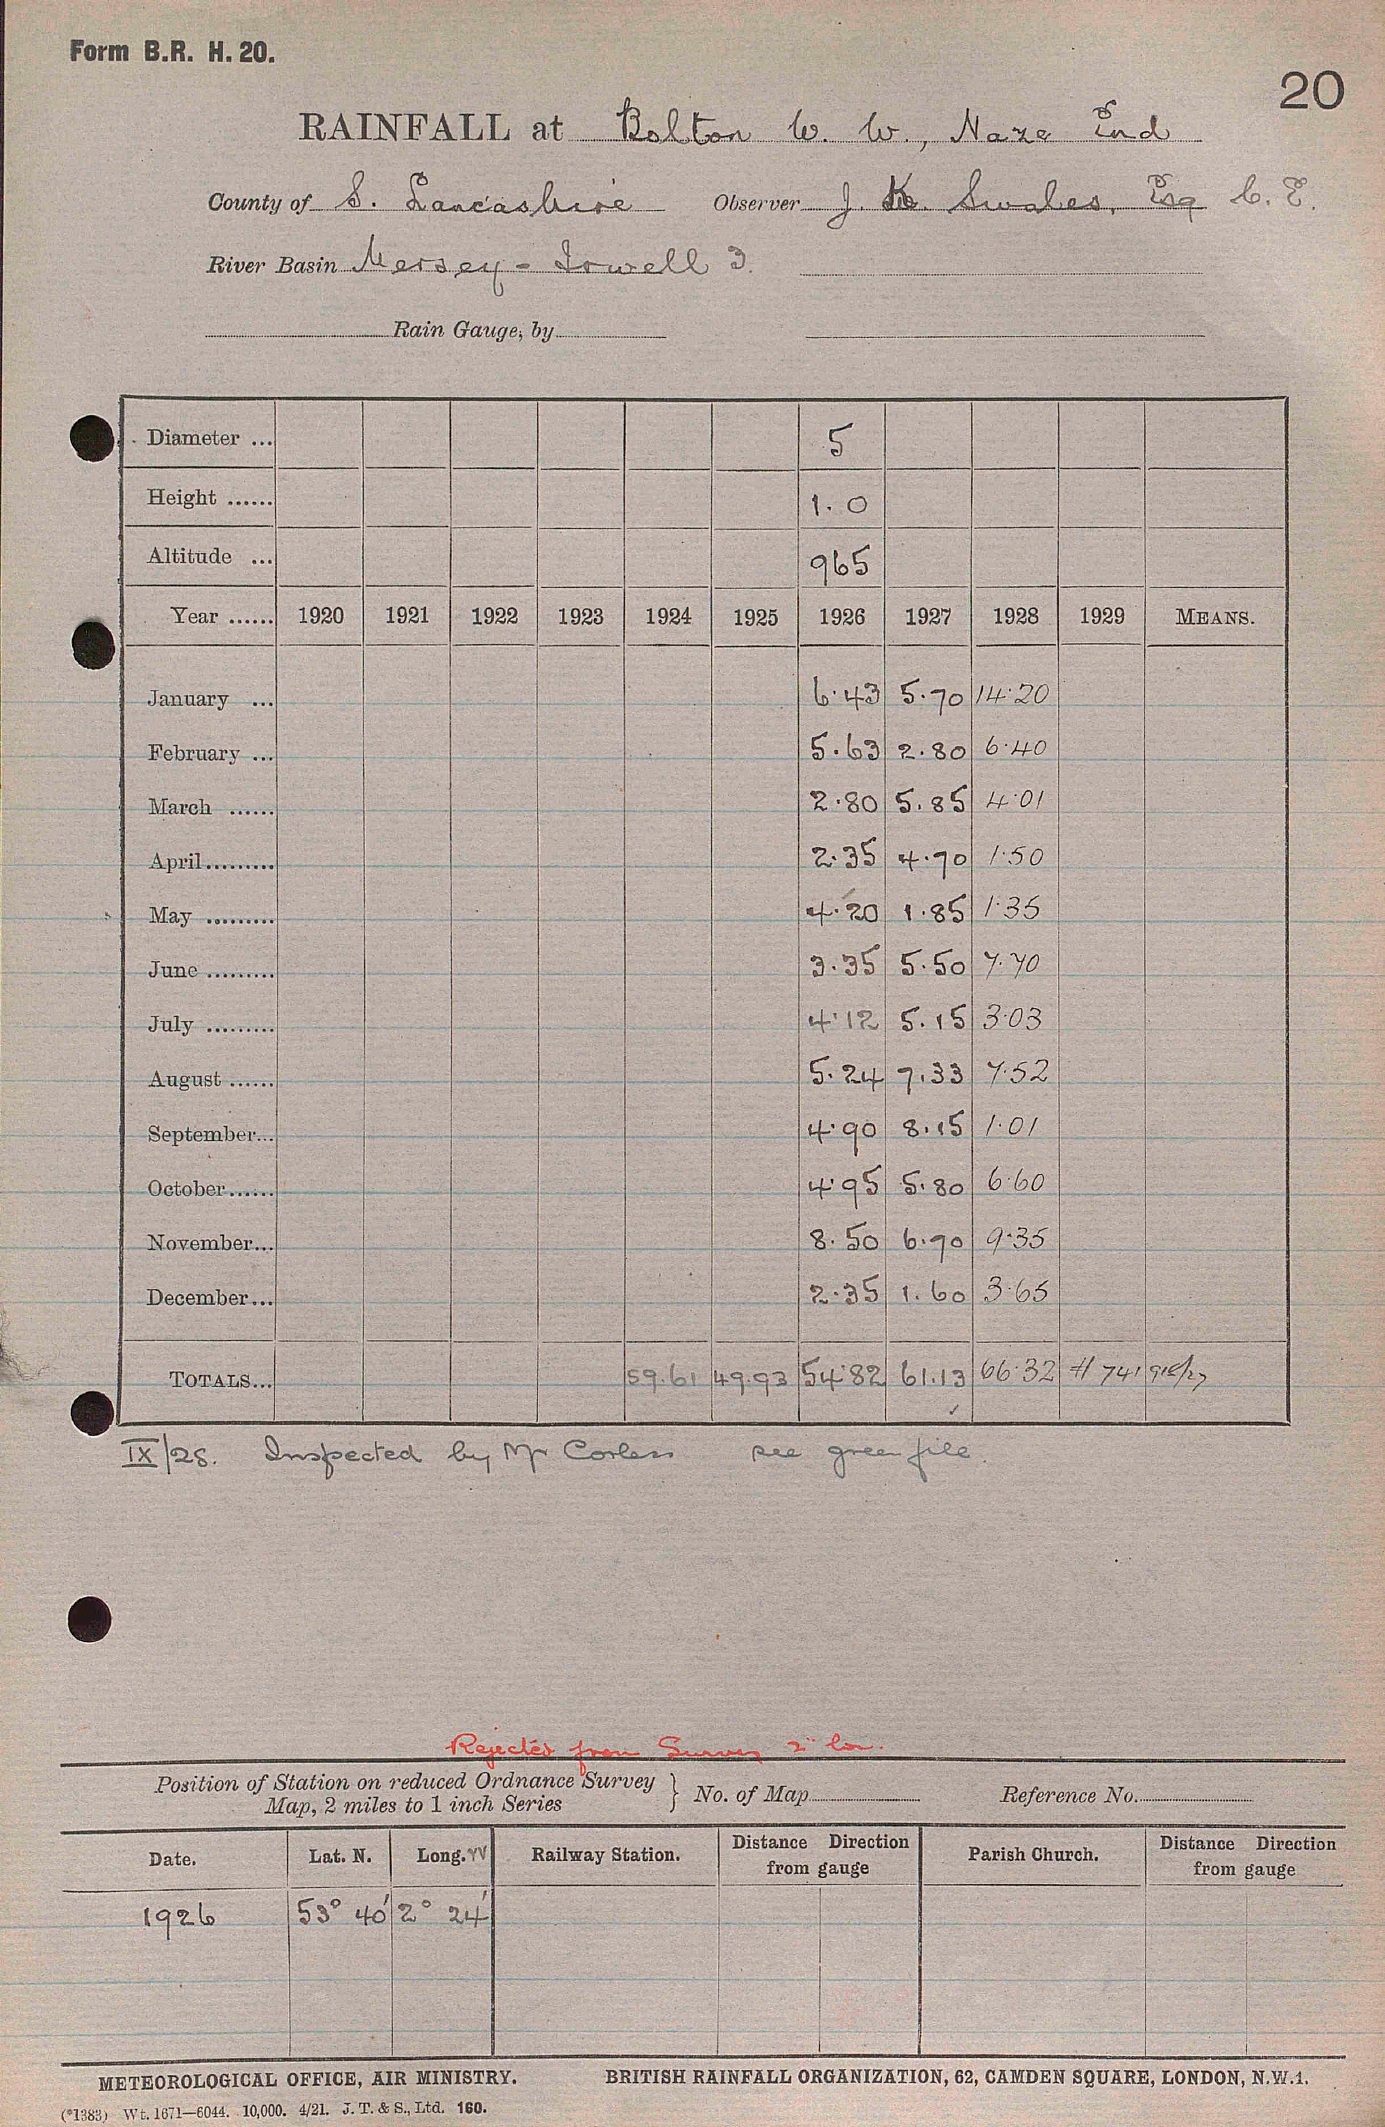 Form B.R. H. 20.
20
RAINFALL at Bolton W. W., Naze End
County of S. Lancashire Observer J. K. Swales, Esq C. E.
River Basin Mersey - Irwell 3.
Rain Gauge, by
Diameter ... 5
Height ...... 1.0
Altitude ... 965
Year ...... 1920 1921 1922 1923 1924 1925 1926 1927 1928 1929 MEANS.
January ... 6.43 5.70 14.20
February ... 5.63 2.80 6.40
March ...... 2.80 5.85 4.01
April......... 2.35 4.70 1.50
May ......... 4.20 1.85 1.35
June ......... 3.35 5.50 7.70
July ......... 4.12 5.15 3.03
August ...... 5.24 7.33 7.52
September... 4.90 8.15 1.01
October...... 4.95 5.80 6.60
November... 8.50 6.70 9.35
December... 2.35 1.60 3.65
TOTALS... 59.61 49.93 54.82 61.13 66.32 741
IX/28. Inspected by Mr Corless see green file.
Rejected from Survey 2" low.
Position of Station on reduced Ordnance Survey
Map, 2 miles to 1 inch Series } No. of Map Reference No.
Date. Lat. N. Long. W Railway Station. Distance Direction from gauge Parish Church. Distance Direction from gauge
1926 53° 40' 2° 24'
METEOROLOGICAL OFFICE, AIR MINISTRY. BRITISH RAINFALL ORGANIZATION, 62, CAMDEN SQUARE, LONDON, N.W.1.
(*1383) Wt. 1671—6044. 10,000. 4/21. J. T. & S., Ltd. 160.